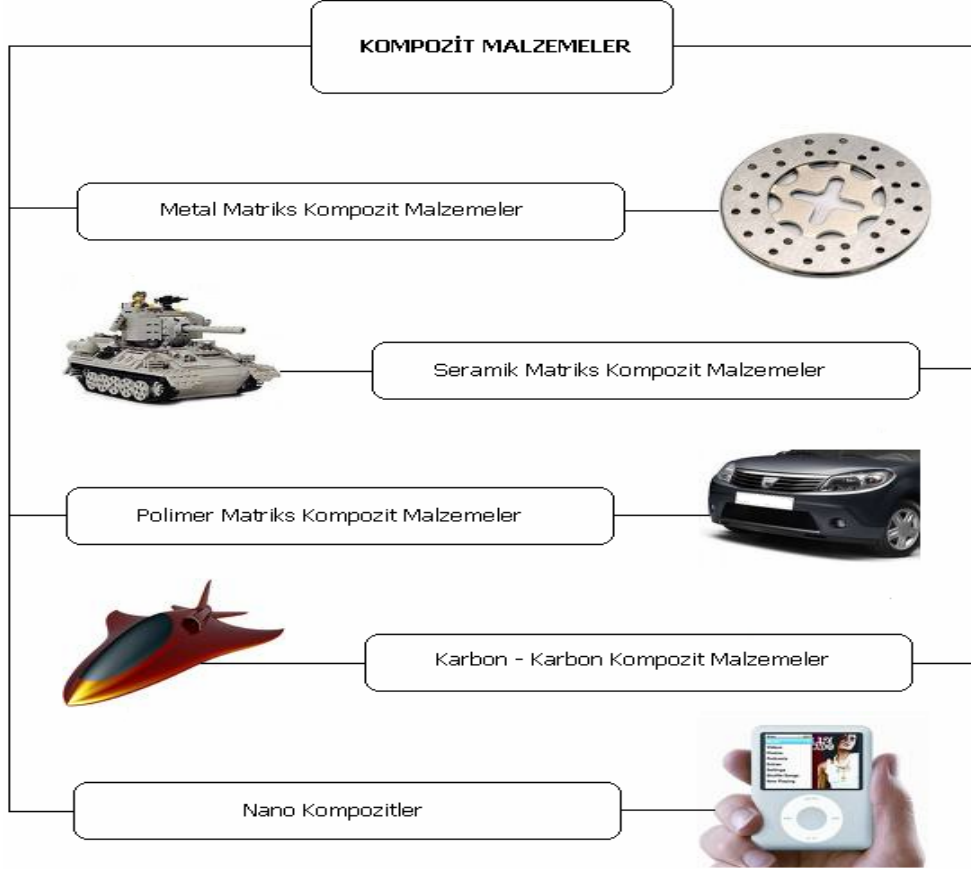 KOMPOZİT MALZEMELER
Metal Matriks Kompozit Malzemeler
Seramik Matriks Kompozit Malzemeler
Polimer Matriks Kompozit Malzemeler
Karbon - Karbon Kompozit Malzemeler
Nano Kompozitler